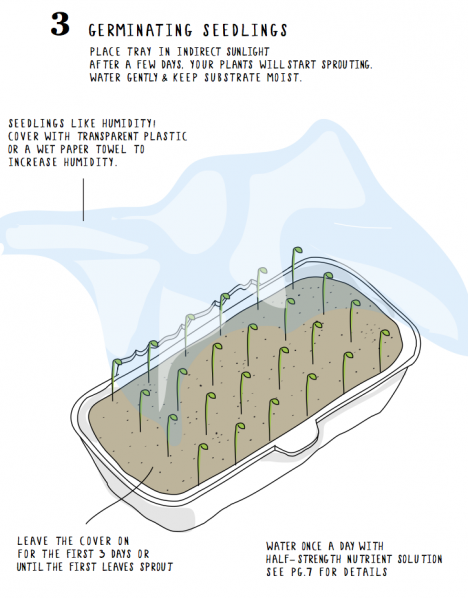 3 GERMINATING SEEDLINGS
PLACE TRAY IN INDIRECT SUNLIGHT
AFTER A FEW DAYS, YOUR PLANTS WILL START SPROUTING.
WATER GENTLY & KEEP SUBSTRATE MOIST.
SEEDLINGS LIKE HUMIDITY!
COVER WITH TRANSPARENT PLASTIC
OR A WET PAPER TOWEL TO
INCREASE HUMIDITY.
LEAVE THE COVER ON
FOR THE FIRST 3 DAYS OR
UNTIL THE FIRST LEAVES SPROUT
WATER ONCE A DAY WITH
HALF-STRENGTH NUTRIENT SOLUTION
SEE PG.7 FOR DETAILS